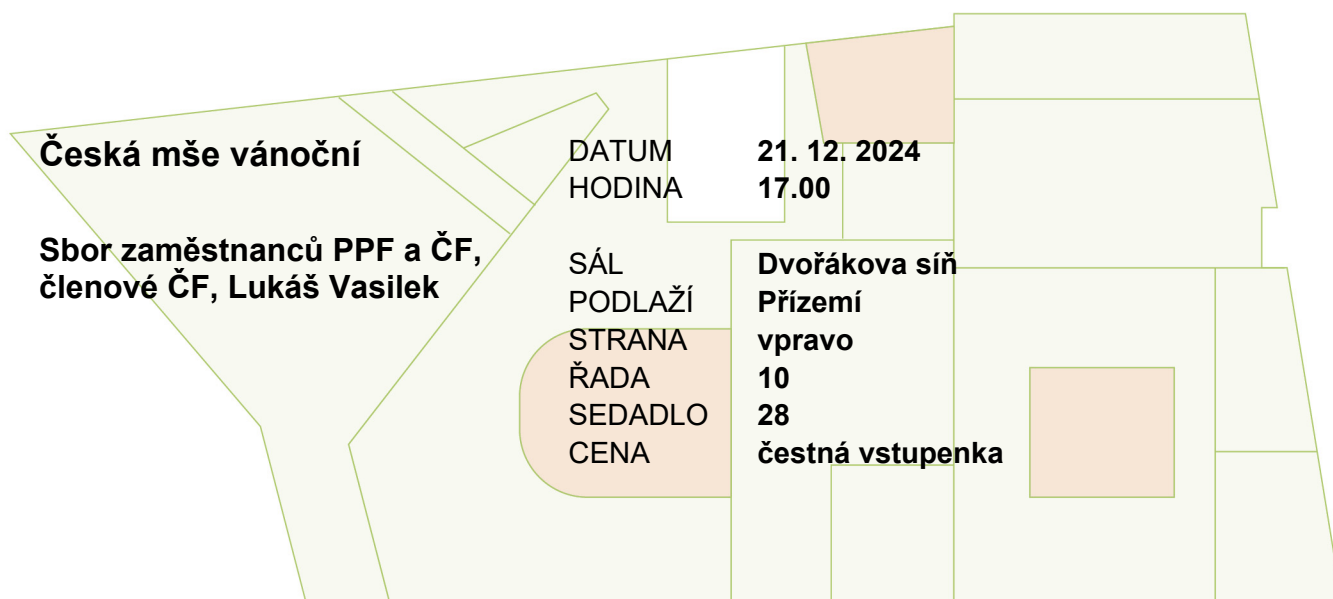 Česká mše vánoční
Sbor zaměstnanců PPF a ČF,
členové ČF, Lukáš Vasilek
DATUM 21. 12. 2024
HODINA 17.00
SÁL Dvořákova síň
PODLAŽÍ Přízemí
STRANA vpravo
ŘADA 10
SEDADLO 28
CENA čestná vstupenka